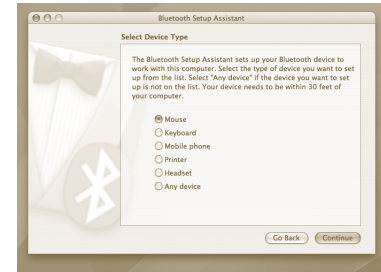 Bluetooth Setup Assistant
Select Device Type
The Bluetooth Setup Assistant sets up your Bluetooth device to
work with this computer. Select the type of device you want to set
up from the list. Select "Any device" if the device you want to set
up is not on the list. Your device needs to be within 30 feet of
your computer.
Mouse
Keyboard
Mobile phone
Printer
Headset
Any device
Go Back
Continue